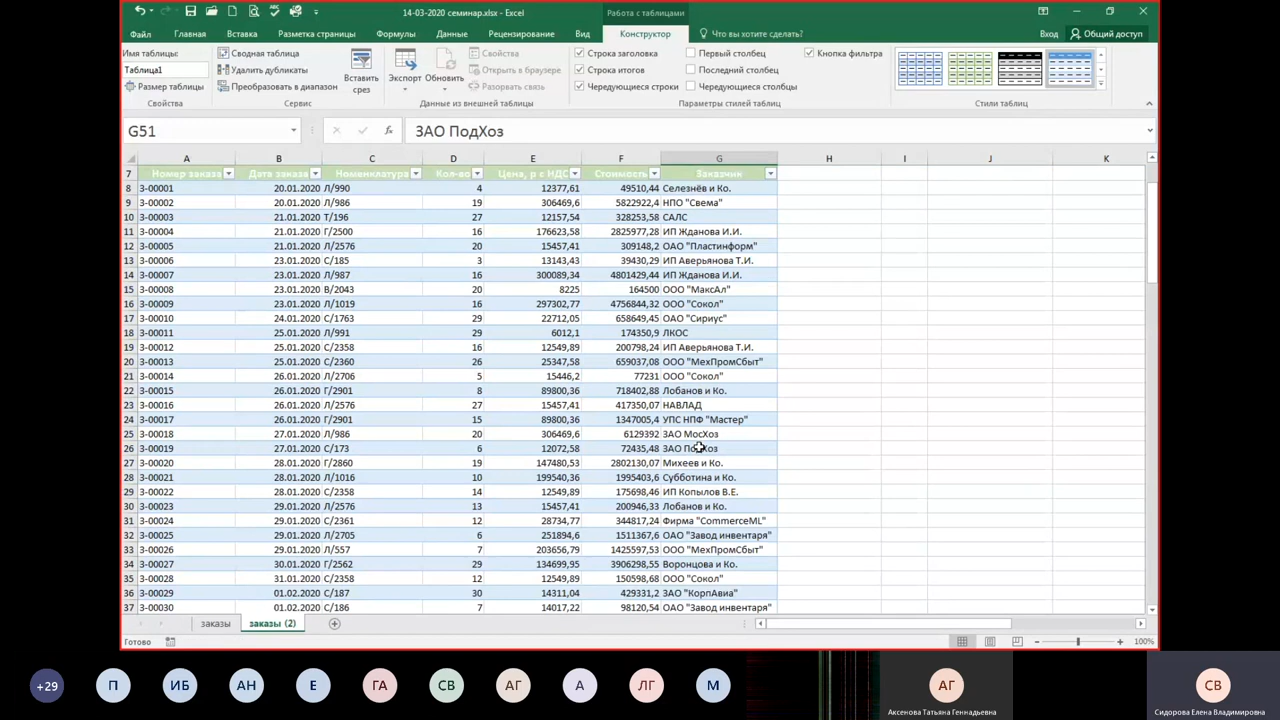 14-03-2020 семинар.xlsx - Excel
Работа с таблицами
Файл Главная Вставка Разметка страницы Формулы Данные Рецензирование Вид Конструктор Что вы хотите сделать? Вход Общий доступ
Имя таблицы: Сводная таблица Свойства Строка заголовка Первый столбец Кнопка фильтра
Таблица1 Удалить дубликаты Вставить срез Экспорт Обновить Открыть в браузере Строка итогов Последний столбец
Размер таблицы Преобразовать в диапазон Разорвать связь Чередующиеся строки Чередующиеся столбцы
Свойства Сервис Данные из внешней таблицы Параметры стилей таблиц Стили таблиц
G51 fx ЗАО ПодХоз
A B C D E F G H I J K
7 Номер заказа Дата заказа Номенклатура Кол-во Цена, р с НДС Стоимость Заказчик
8 З-00001 20.01.2020 Л/990 4 12377,61 49510,44 Селезнёв и Ко.
9 З-00002 20.01.2020 Л/986 19 306469,6 5822922,4 НПО "Свема"
10 З-00003 21.01.2020 Т/196 27 12157,54 328253,58 САЛС
11 З-00004 21.01.2020 Г/2500 16 176623,58 2825977,28 ИП Жданова И.И.
12 З-00005 21.01.2020 Л/2576 20 15457,41 309148,2 ОАО "Пластинформ"
13 З-00006 23.01.2020 С/185 3 13143,43 39430,29 ИП Аверьянова Т.И.
14 З-00007 23.01.2020 Л/987 16 300089,34 4801429,44 ИП Жданова И.И.
15 З-00008 23.01.2020 В/2043 20 8225 164500 ООО "МаксАл"
16 З-00009 23.01.2020 Л/1019 16 297302,77 4756844,32 ООО "Сокол"
17 З-00010 24.01.2020 С/1763 29 22712,05 658649,45 ОАО "Сириус"
18 З-00011 25.01.2020 Л/991 29 6012,1 174350,9 ЛКОС
19 З-00012 25.01.2020 С/2358 16 12549,89 200798,24 ИП Аверьянова Т.И.
20 З-00013 25.01.2020 С/2360 26 25347,58 659037,08 ООО "МехПромСбыт"
21 З-00014 26.01.2020 Л/2706 5 15446,2 77231 ООО "Сокол"
22 З-00015 26.01.2020 Г/2901 8 89800,36 718402,88 Лобанов и Ко.
23 З-00016 26.01.2020 Л/2576 27 15457,41 417350,07 НАВЛАД
24 З-00017 26.01.2020 Г/2901 15 89800,36 1347005,4 УПС НПФ "Мастер"
25 З-00018 27.01.2020 Л/986 20 306469,6 6129392 ЗАО МосХоз
26 З-00019 27.01.2020 С/173 6 12072,58 72435,48 ЗАО ПодХоз
27 З-00020 28.01.2020 Г/2860 19 147480,53 2802130,07 Михеев и Ко.
28 З-00021 28.01.2020 Л/1016 10 199540,36 1995403,6 Субботина и Ко.
29 З-00022 28.01.2020 С/2358 14 12549,89 175698,46 ИП Копылов В.Е.
30 З-00023 29.01.2020 Л/2576 13 15457,41 200946,33 Лобанов и Ко.
31 З-00024 29.01.2020 С/2361 12 28734,77 344817,24 Фирма "CommerceML"
32 З-00025 29.01.2020 Л/2705 6 251894,6 1511367,6 ОАО "Завод инвентаря"
33 З-00026 29.01.2020 Л/557 7 203656,79 1425597,53 ООО "МехПромСбыт"
34 З-00027 30.01.2020 Г/2562 29 134699,95 3906298,55 Воронцова и Ко.
35 З-00028 31.01.2020 С/2358 12 12549,89 150598,68 ООО "Сокол"
36 З-00029 01.02.2020 С/187 30 14311,04 429331,2 ЗАО "КорпАвиа"
37 З-00030 01.02.2020 С/186 7 14017,22 98120,54 ОАО "Завод инвентаря"
заказы заказы (2)
Готово 100%
+29 П ИБ АН Е ГА СВ АГ А ЛГ М АГ СВ
Аксенова Татьяна Геннадьевна Сидорова Елена Владимировна